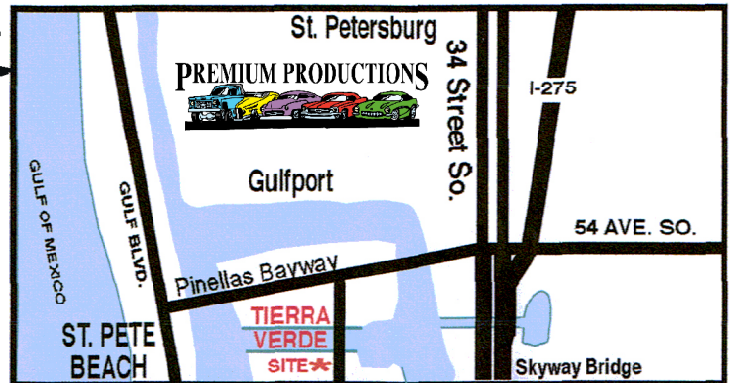 St. Petersburg
PREMIUM PRODUCTIONS
34 Street So.
I-275
GULF OF MEXICO
GULF BLVD.
Gulfport
54 AVE. SO.
Pinellas Bayway
ST. PETE
BEACH
TIERRA
VERDE
SITE*
Skyway Bridge